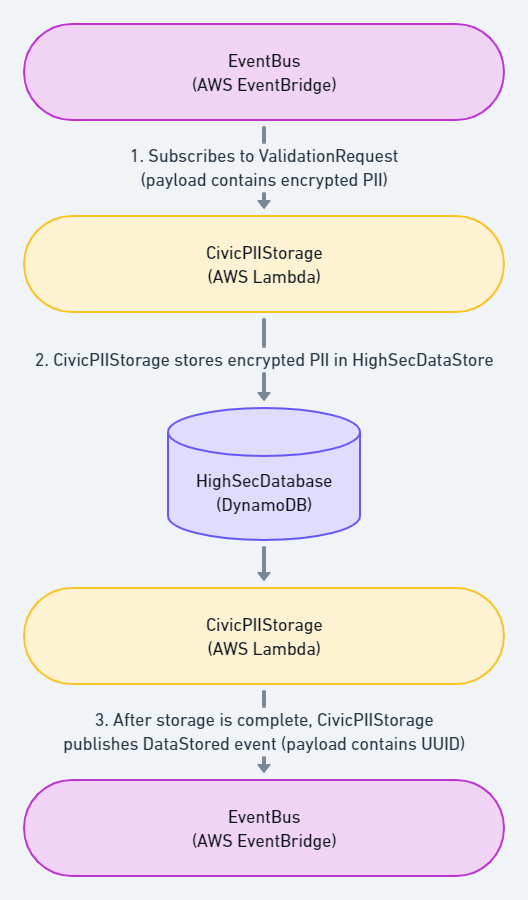 EventBus
(AWS EventBridge)
1. Subscribes to ValidationRequest
(payload contains encrypted PII)
CivicPIIStorage
(AWS Lambda)
2. CivicPIIStorage stores encrypted PII in HighSecDataStore
HighSecDatabase
(DynamoDB)
CivicPIIStorage
(AWS Lambda)
3. After storage is complete, CivicPIIStorage
publishes DataStored event (payload contains UUID)
EventBus
(AWS EventBridge)